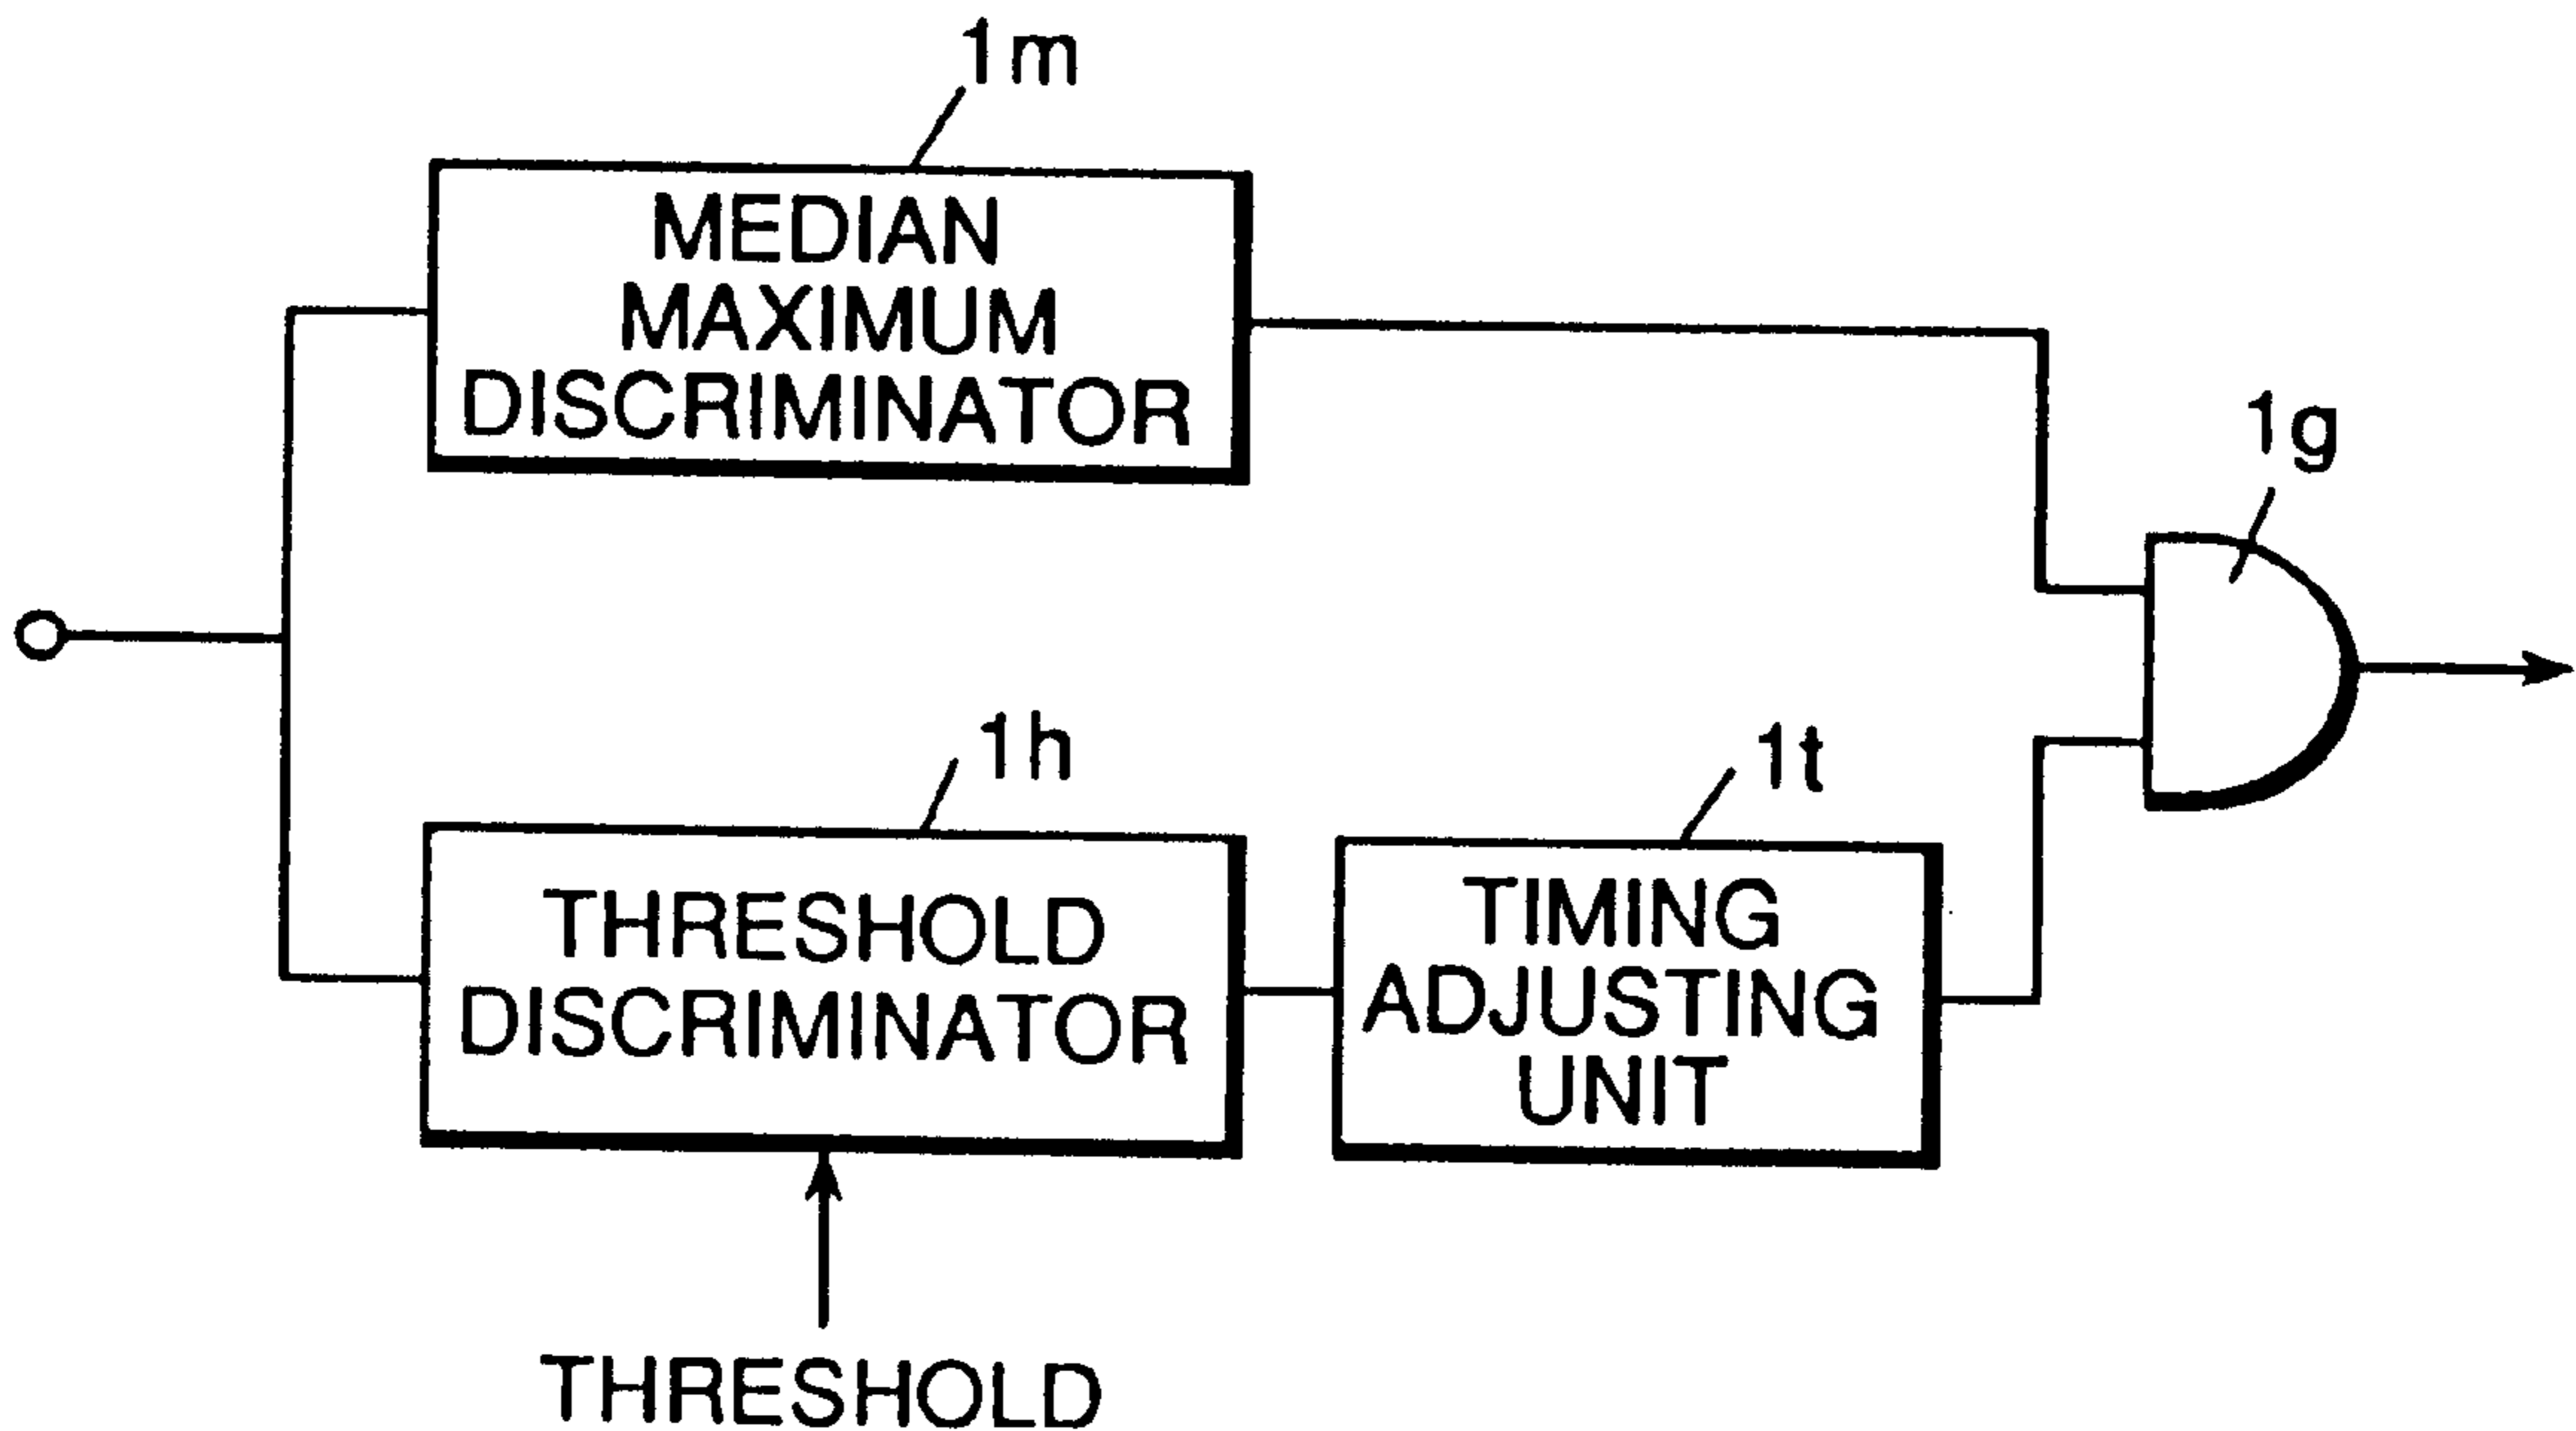 1m
MEDIAN
MAXIMUM
DISCRIMINATOR
1g
1h
THRESHOLD
DISCRIMINATOR
1t
TIMING
ADJUSTING
UNIT
THRESHOLD